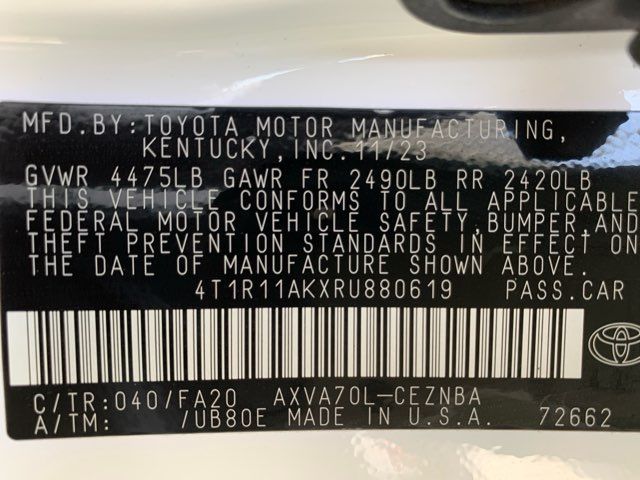 MFD.BY:TOYOTA MOTOR MANUFACTURING,
KENTUCKY,INC.11/23
GVWR 4475LB GAWR FR 2490LB RR 2420LB
THIS VEHICLE CONFORMS TO ALL APPLICABLE
FEDERAL MOTOR VEHICLE SAFETY,BUMPER,AND
THEFT PREVENTION STANDARDS IN EFFECT ON
THE DATE OF MANUFACTURE SHOWN ABOVE.
4T1R11AKXRU880619 PASS.CAR
C/TR:040/FA20 AXVA70L-CEZNBA
A/TM: /UB80E MADE IN U.S.A. 72662